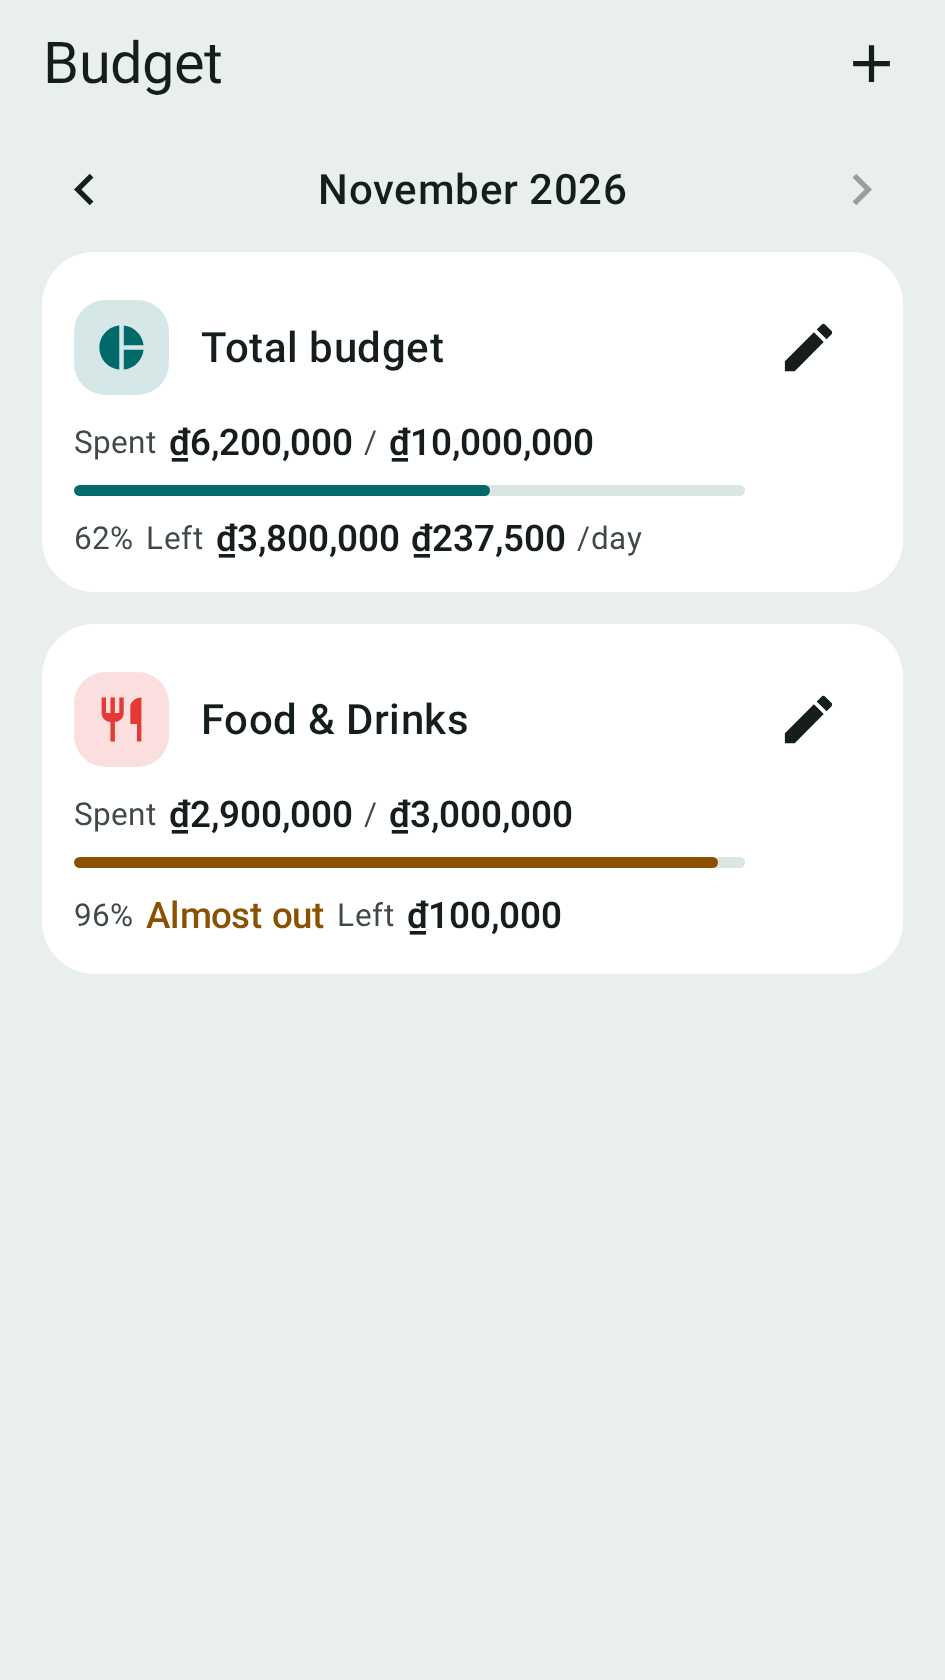 Budget
November 2026
Total budget
Spent ₫6,200,000 / ₫10,000,000
62% Left ₫3,800,000 ₫237,500 /day
Food & Drinks
Spent ₫2,900,000 / ₫3,000,000
96% Almost out Left ₫100,000